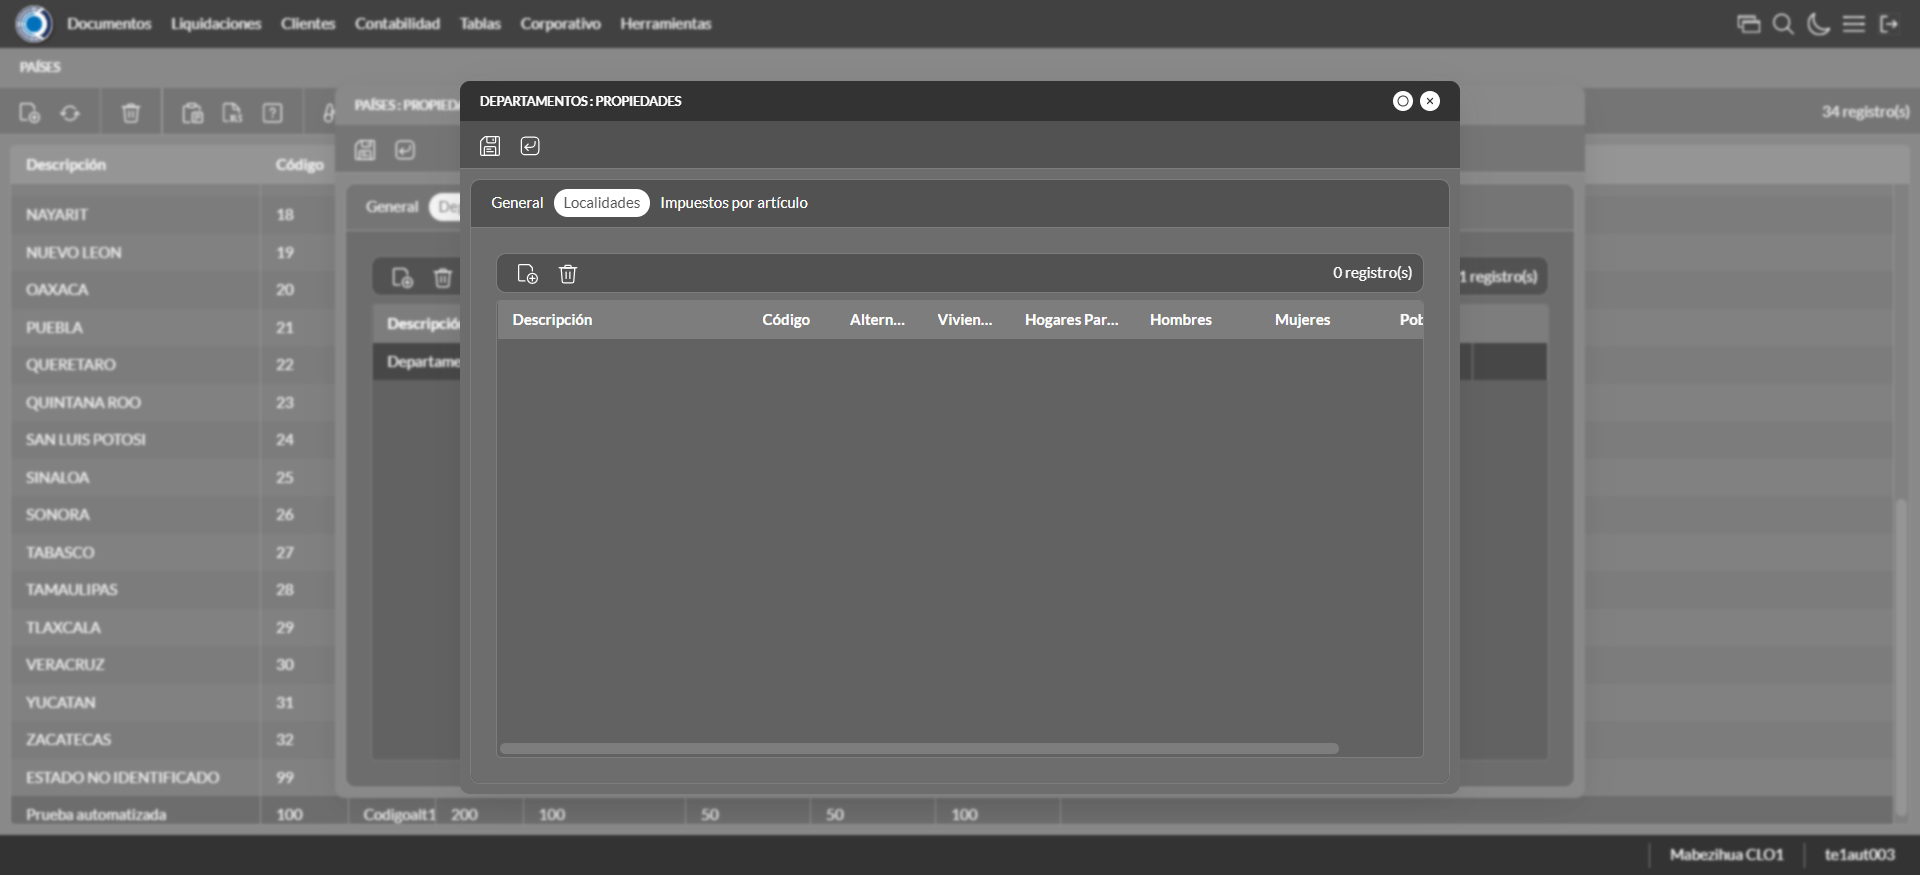 Documentos Liquidaciones Clientes Contabilidad Tablas Corporativo Herramientas
PAÍSES
34 registro(s)
Descripción Código
NAYARIT 18
NUEVO LEON 19
OAXACA 20
PUEBLA 21
QUERETARO 22
QUINTANA ROO 23
SAN LUIS POTOSI 24
SINALOA 25
SONORA 26
TABASCO 27
TAMAULIPAS 28
TLAXCALA 29
VERACRUZ 30
YUCATAN 31
ZACATECAS 32
ESTADO NO IDENTIFICADO 99
Prueba automatizada 100 Codigoalt1 200 100 50 50 100
PAÍSES : PROPIEDA
General De
1 registro(s)
Descripció
Departame
DEPARTAMENTOS : PROPIEDADES
General Localidades Impuestos por artículo
0 registro(s)
Descripción Código Altern... Vivien... Hogares Par... Hombres Mujeres Pob
Mabezihua CLO1 te1aut003